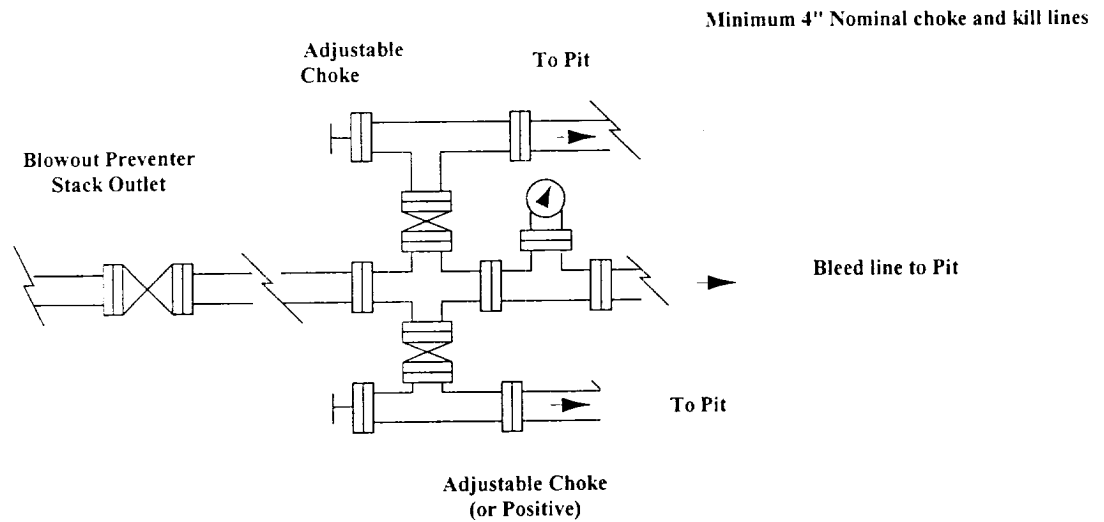 Minimum 4" Nominal choke and kill lines
Adjustable
Choke
To Pit
Blowout Preventer
Stack Outlet
Bleed line to Pit
To Pit
Adjustable Choke
(or Positive)